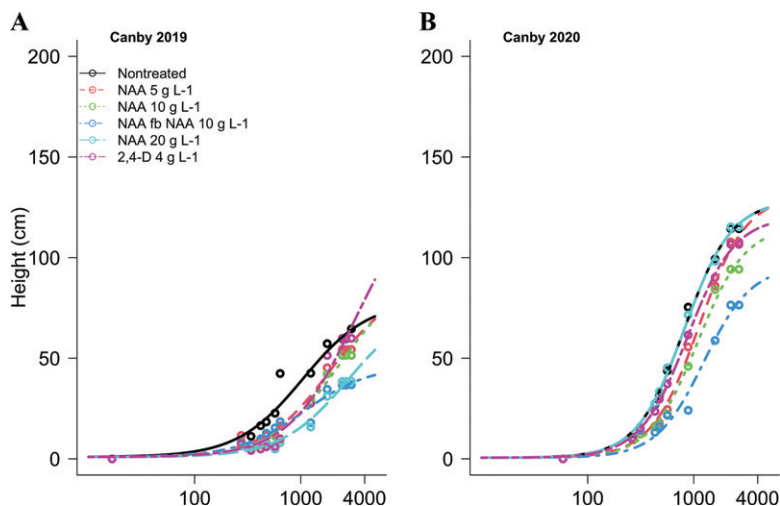 A
Canby 2019
200
150
100
50
0
Height (cm)
Nontreated
NAA 5 g L-1
NAA 10 g L-1
NAA fb NAA 10 g L-1
NAA 20 g L-1
2,4-D 4 g L-1
100 1000 4000
B
Canby 2020
200
150
100
50
0
100 1000 4000